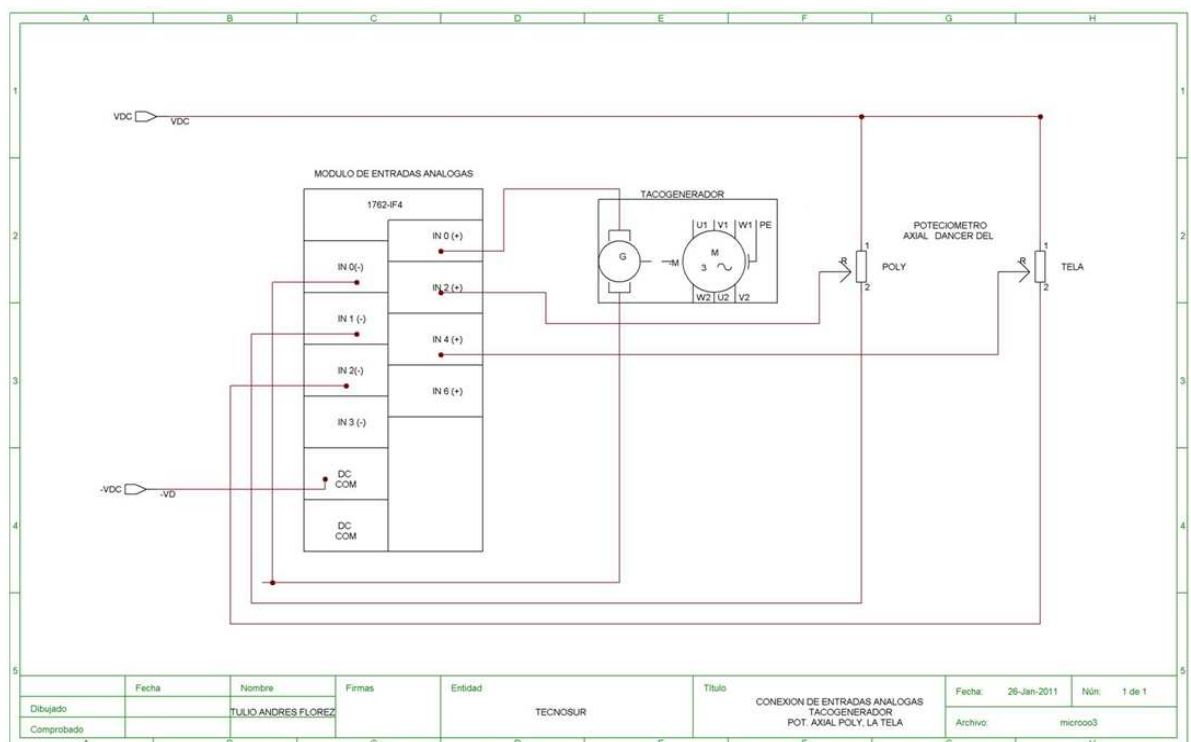 A B C D E F G H
1 1
VDC VDC
MODULO DE ENTRADAS ANALOGAS
1762-IF4
TACOGENERADOR
2 2
IN 0 (+)
U1 V1 W1 PE
POTECIOMETRO
AXIAL DANCER DEL
IN 0(-)
G -M M
3
R 1 POLY 2
R 1 TELA 2
IN 2 (+)
W2 U2 V2
IN 1 (-)
IN 4 (+)
IN 2(-)
3 3
IN 6 (+)
IN 3 (-)
DC
COM
-VDC -VD
DC
COM
4 4
5 5
Fecha Nombre Firmas Entidad Título
Fecha: 26-Jan-2011 Nún: 1 de 1
Dibujado TULIO ANDRES FLOREZ TECNOSUR
CONEXION DE ENTRADAS ANALOGAS
TACOGENERADOR
POT. AXIAL POLY, LA TELA
Comprobado
Archivo: microoo3